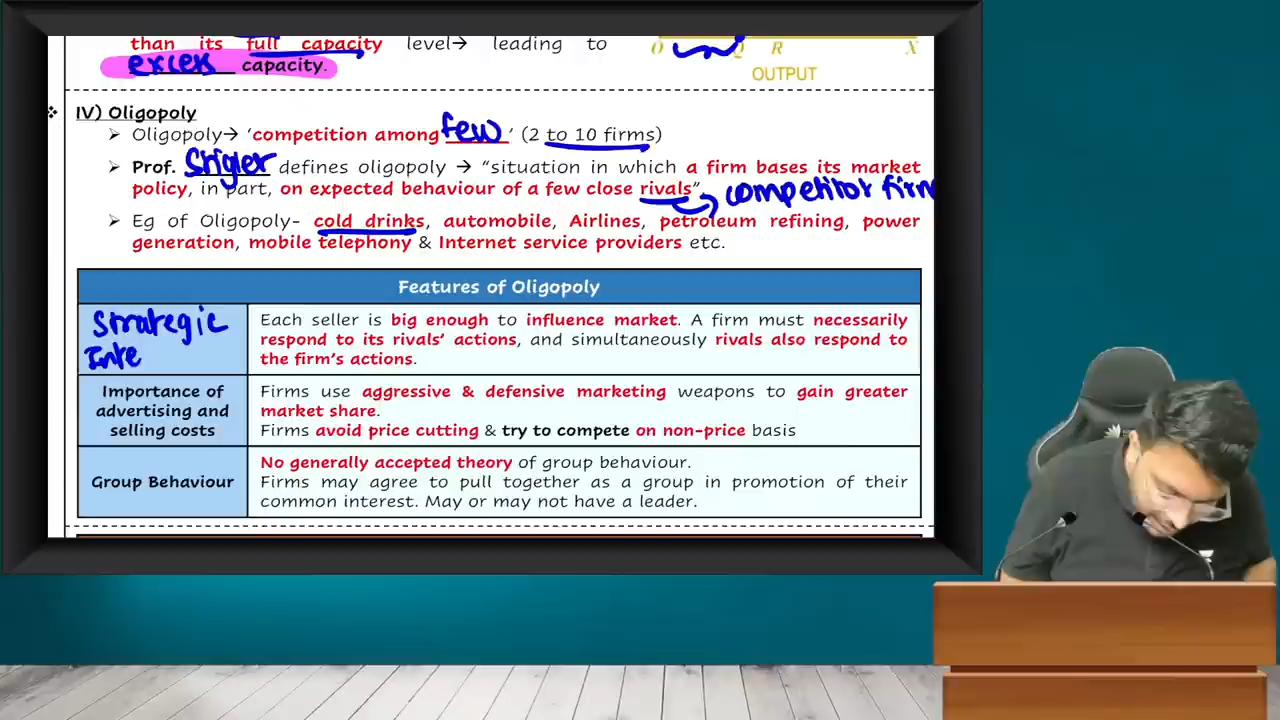 than its full capacity level→ leading to
excess capacity.
O Q R X
OUTPUT
❖ IV) Oligopoly
➢ Oligopoly→ ‘competition among few’ (2 to 10 firms)
➢ Prof. Stigler defines oligopoly → “situation in which a firm bases its market
policy, in part, on expected behaviour of a few close rivals” competitor firm
➢ Eg of Oligopoly- cold drinks, automobile, Airlines, petroleum refining, power
generation, mobile telephony & Internet service providers etc.
Features of Oligopoly
Strategic
Inte
Each seller is big enough to influence market. A firm must necessarily
respond to its rivals’ actions, and simultaneously rivals also respond to
the firm’s actions.
Importance of
advertising and
selling costs
Firms use aggressive & defensive marketing weapons to gain greater
market share.
Firms avoid price cutting & try to compete on non-price basis
Group Behaviour
No generally accepted theory of group behaviour.
Firms may agree to pull together as a group in promotion of their
common interest. May or may not have a leader.